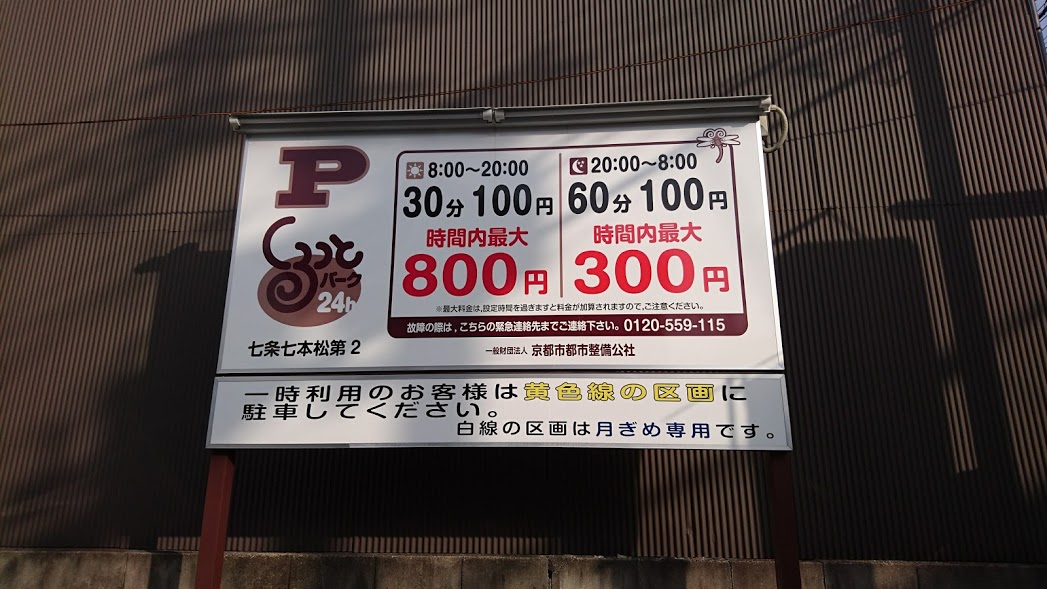 P
くるっと
パーク
24h
七条七本松第2
8:00～20:00
30分 100円
時間内最大
800円
20:00～8:00
60分 100円
時間内最大
300円
※最大料金は、設定時間を過ぎますと料金が加算されますので、ご注意ください。
故障の際は、こちらの緊急連絡先までご連絡下さい。 0120-559-115
一般財団法人 京都市都市整備公社
一時利用のお客様は黄色線の区画に
駐車してください。
白線の区画は月ぎめ専用です。